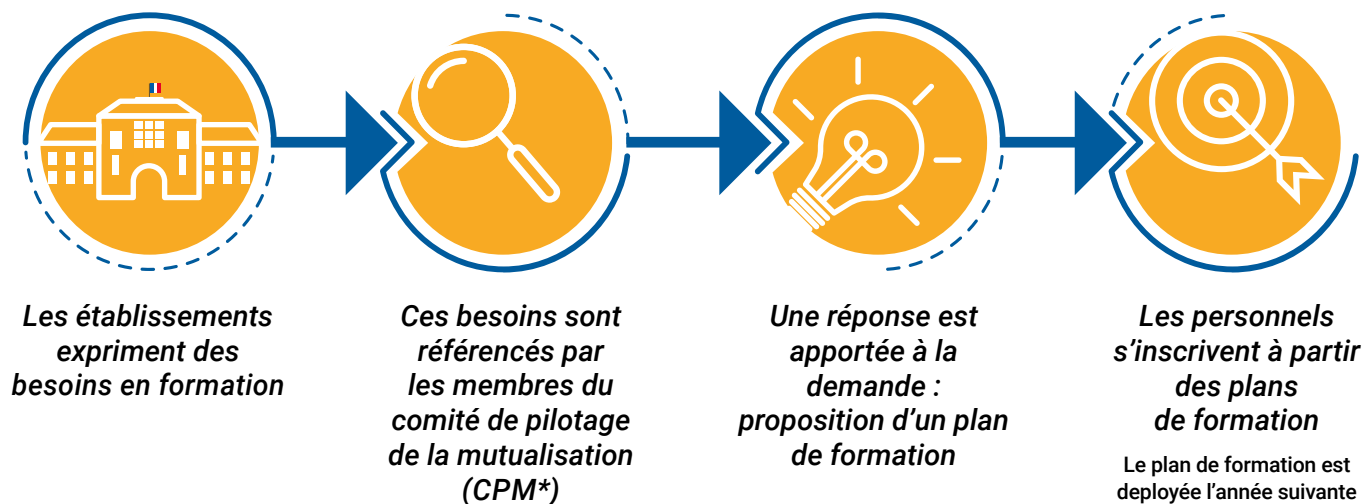 Les établissements
expriment des
besoins en formation
Ces besoins sont
référencés par
les membres du
comité de pilotage
de la mutualisation
(CPM*)
Une réponse est
apportée à la
demande :
proposition d’un plan
de formation
Les personnels
s’inscrivent à partir
des plans
de formation
Le plan de formation est
deployée l’année suivante